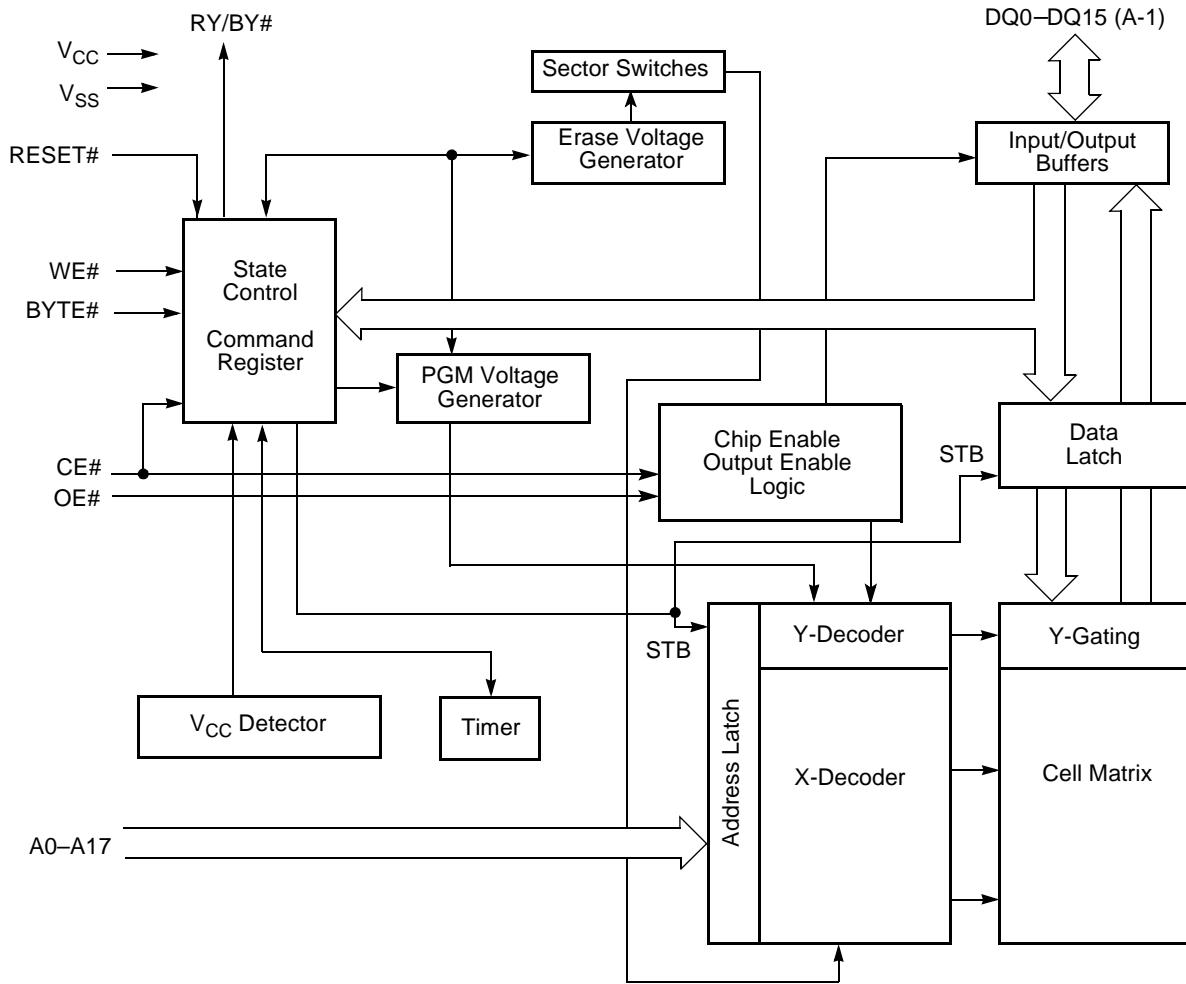 RY/BY#
DQ0–DQ15 (A-1)
VCC
VSS
Sector Switches
RESET#
Erase Voltage
Generator
Input/Output
Buffers
WE#
BYTE#
State
Control
Command
Register
PGM Voltage
Generator
Chip Enable
Output Enable
Logic
STB
Data
Latch
CE#
OE#
STB
Y-Decoder
Y-Gating
VCC Detector
Timer
Address Latch
X-Decoder
Cell Matrix
A0–A17